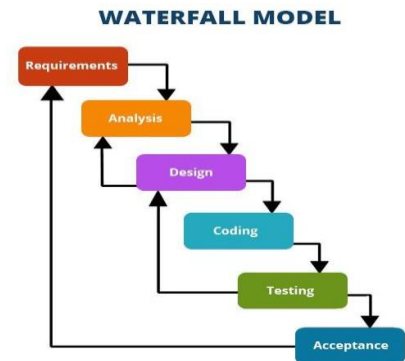 WATERFALL MODEL
Requirements
Analysis
Design
Coding
Testing
Acceptance